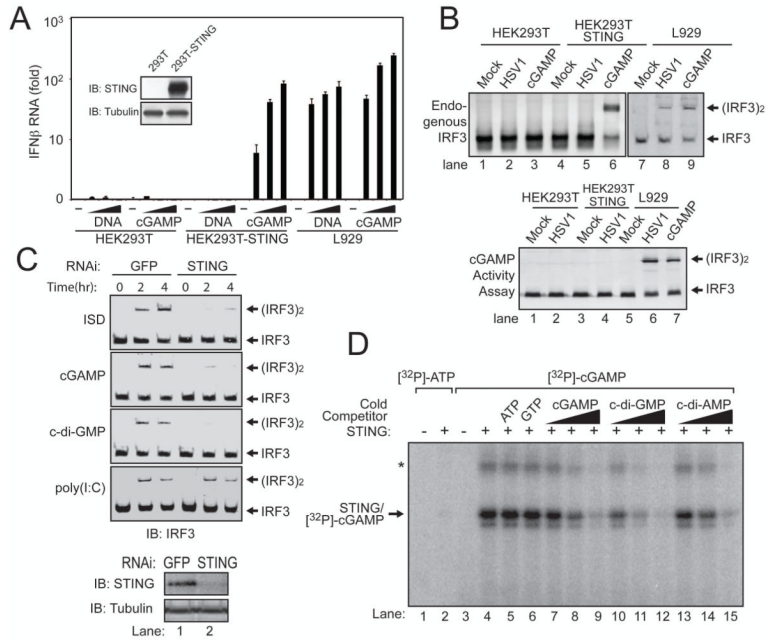 A
IFNβ RNA (fold)
10³
10²
10
0
293T
293T-STING
IB: STING
IB: Tubulin
− DNA cGAMP − DNA cGAMP − DNA cGAMP
HEK293T HEK293T-STING L929
B
HEK293T HEK293T STING L929
Mock HSV1 cGAMP Mock HSV1 cGAMP Mock HSV1 cGAMP
Endo-
genous
IRF3
(IRF3)₂
IRF3
lane 1 2 3 4 5 6 7 8 9
HEK293T HEK293T STING L929
Mock HSV1 Mock HSV1 Mock HSV1 cGAMP
cGAMP
Activity
Assay
(IRF3)₂
IRF3
lane 1 2 3 4 5 6 7
C
RNAi: GFP STING
Time(hr): 0 2 4 0 2 4
ISD (IRF3)₂
IRF3
cGAMP (IRF3)₂
IRF3
c-di-GMP (IRF3)₂
IRF3
poly(I:C) (IRF3)₂
IRF3
IB: IRF3
RNAi: GFP STING
IB: STING
IB: Tubulin
Lane: 1 2
D
[³²P]-ATP [³²P]-cGAMP
Cold
Competitor ATP GTP cGAMP c-di-GMP c-di-AMP
STING: - + - + + + + + + + + + + + +
*
STING/
[³²P]-cGAMP
Lane: 1 2 3 4 5 6 7 8 9 10 11 12 13 14 15